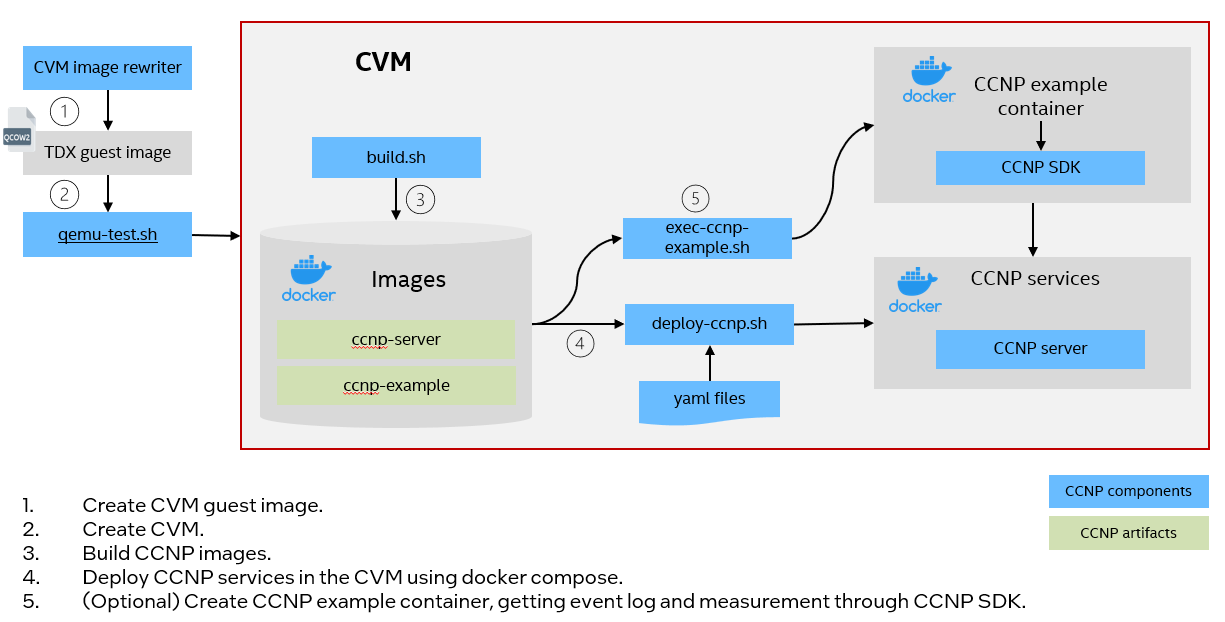 CVM image rewriter
1
QCOW2
TDX guest image
2
qemu-test.sh
CVM
build.sh
3
docker
Images
ccnp-server
ccnp-example
5
exec-ccnp-
example.sh
4
deploy-ccnp.sh
yaml files
docker
CCNP example
container
CCNP SDK
docker
CCNP services
CCNP server
CCNP components
CCNP artifacts
1. Create CVM guest image.
2. Create CVM.
3. Build CCNP images.
4. Deploy CCNP services in the CVM using docker compose.
5. (Optional) Create CCNP example container, getting event log and measurement through CCNP SDK.